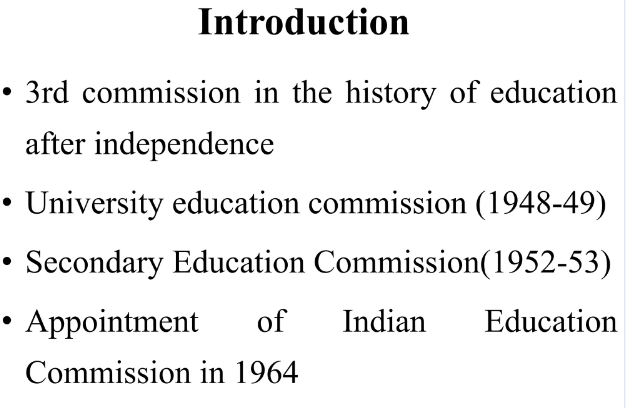 Introduction
• 3rd commission in the history of education
after independence
• University education commission (1948-49)
• Secondary Education Commission(1952-53)
• Appointment of Indian Education
Commission in 1964